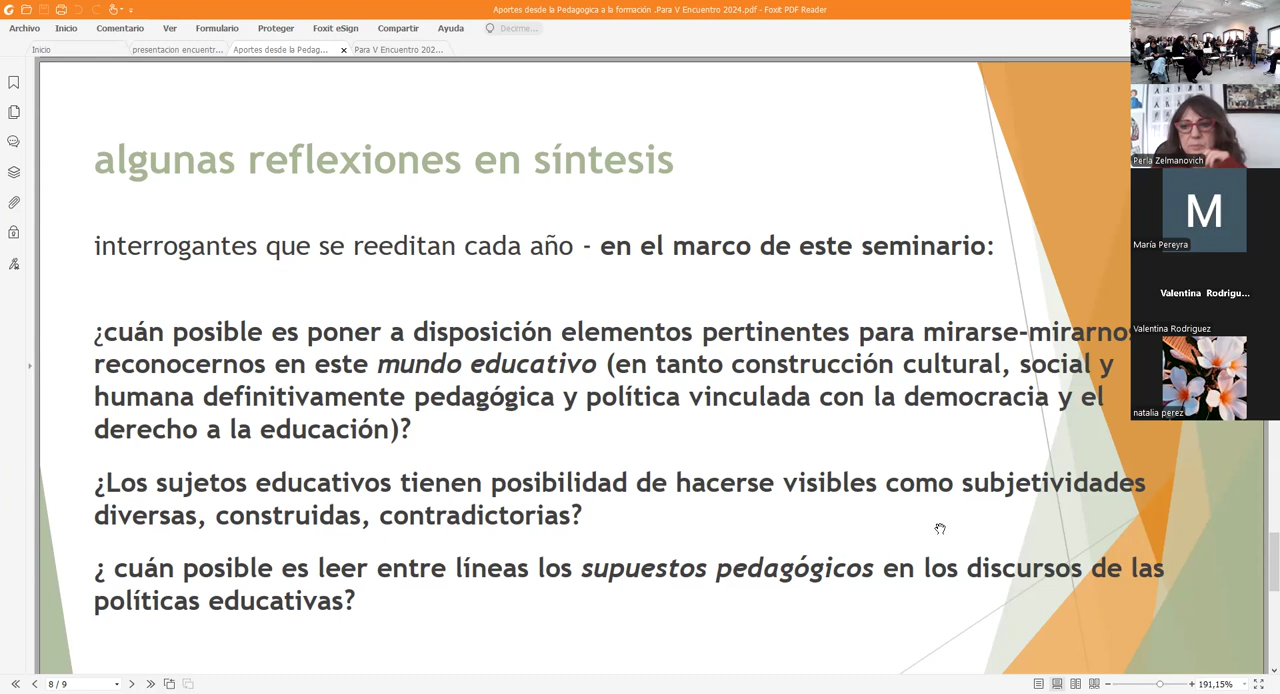 Aportes desde la Pedagogica a la formación .Para V Encuentro 2024.pdf - Foxit PDF Reader
Archivo Inicio Comentario Ver Formulario Proteger Foxit eSign Compartir Ayuda Decirme...
Inicio presentacion encuentr... Aportes desde la Pedag... Para V Encuentro 202...
algunas reflexiones en síntesis
interrogantes que se reeditan cada año - en el marco de este seminario:
¿cuán posible es poner a disposición elementos pertinentes para mirarse-mirarnos
reconocernos en este mundo educativo (en tanto construcción cultural, social y
humana definitivamente pedagógica y política vinculada con la democracia y el
derecho a la educación)?
¿Los sujetos educativos tienen posibilidad de hacerse visibles como subjetividades
diversas, construidas, contradictorias?
¿ cuán posible es leer entre líneas los supuestos pedagógicos en los discursos de las
políticas educativas?
Perla Zelmanovich
M
María Pereyra
Valentina Rodrigu...
Valentina Rodriguez
natalia perez
8 / 9
191,15%